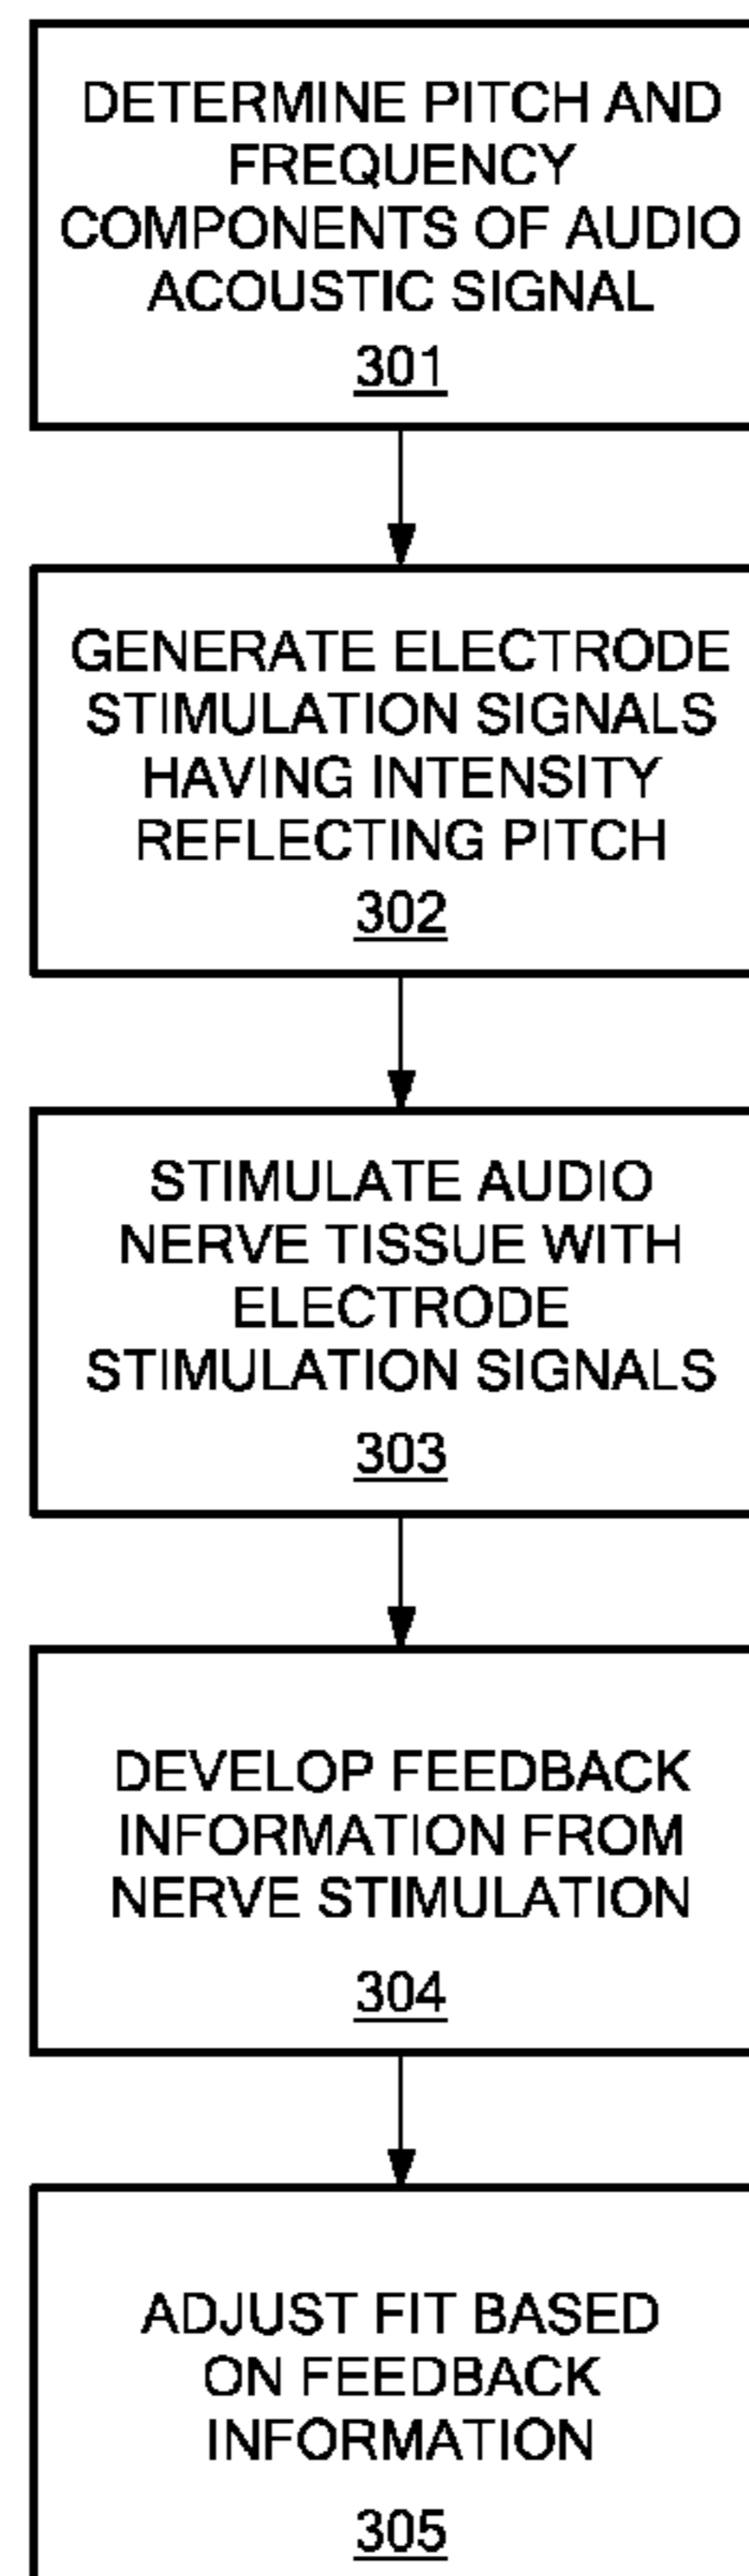 DETERMINE PITCH AND
FREQUENCY
COMPONENTS OF AUDIO
ACOUSTIC SIGNAL
301
GENERATE ELECTRODE
STIMULATION SIGNALS
HAVING INTENSITY
REFLECTING PITCH
302
STIMULATE AUDIO
NERVE TISSUE WITH
ELECTRODE
STIMULATION SIGNALS
303
DEVELOP FEEDBACK
INFORMATION FROM
NERVE STIMULATION
304
ADJUST FIT BASED
ON FEEDBACK
INFORMATION
305